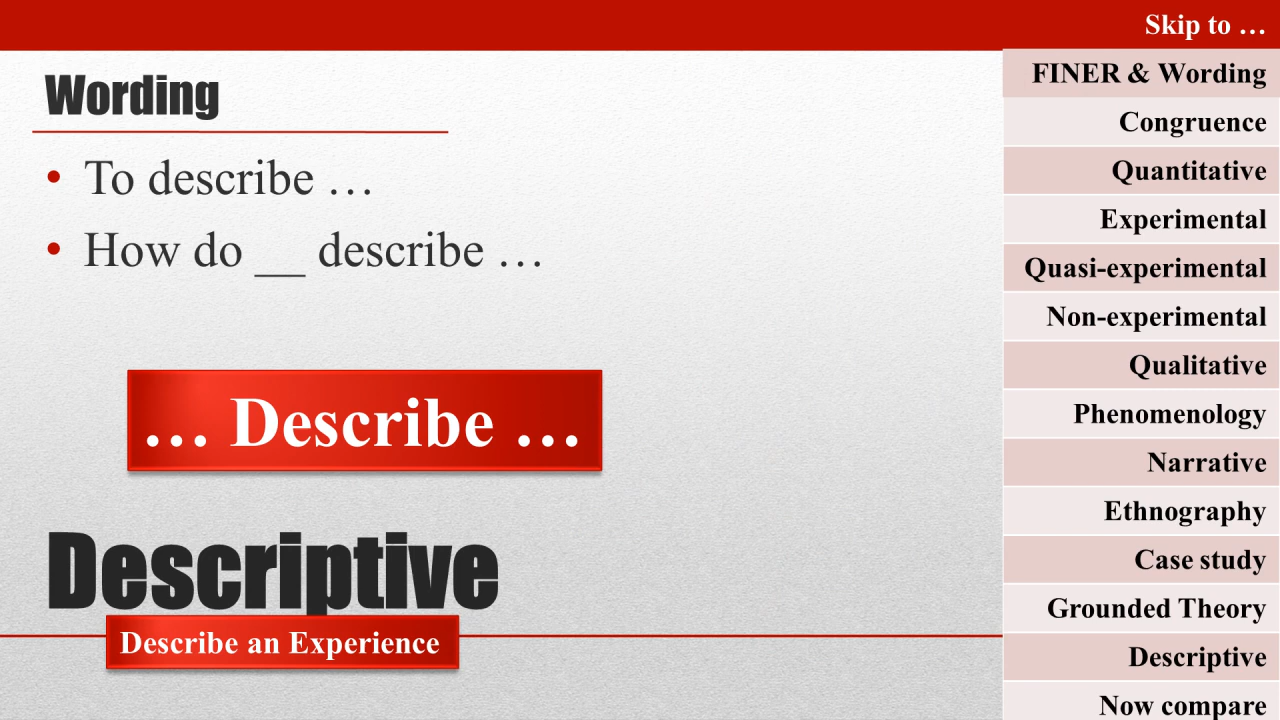 Skip to …
Wording
• To describe …
• How do __ describe …
… Describe …
Descriptive
Describe an Experience
FINER & Wording
Congruence
Quantitative
Experimental
Quasi-experimental
Non-experimental
Qualitative
Phenomenology
Narrative
Ethnography
Case study
Grounded Theory
Descriptive
Now compare